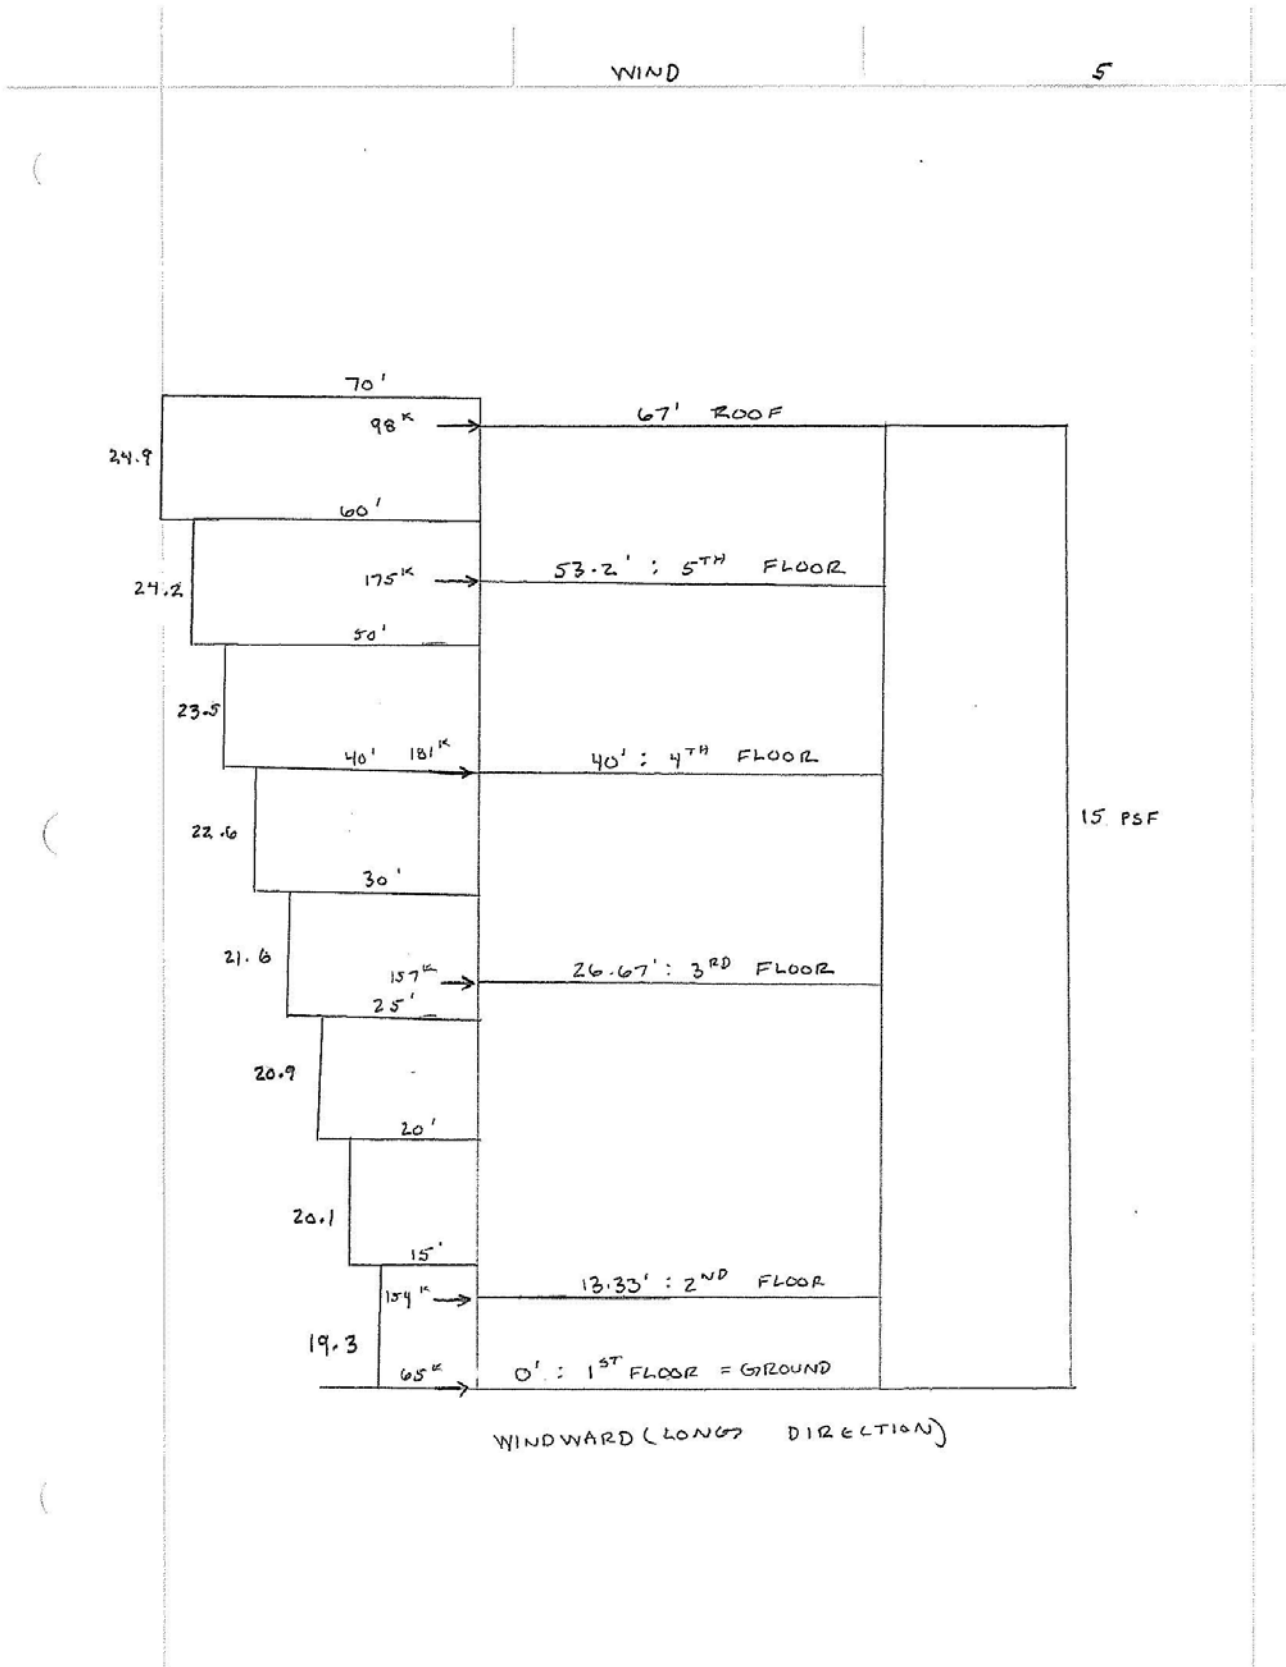 WIND 5
70'
98ᴷ 67' ROOF
24.9
60'
175ᴷ 53.2' : 5ᵀᴴ FLOOR
24.2
50'
23.5
40' 181ᴷ 40' : 4ᵀᴴ FLOOR
22.6 15 PSF
30'
21.6
157ᴷ 26.67' : 3ᴿᴰ FLOOR
25'
20.9
20'
20.1
15'
154ᴷ 13.33' : 2ᴺᴰ FLOOR
19.3
65ᴷ 0' : 1ˢᵀ FLOOR = GROUND
WINDWARD (LONG DIRECTION)